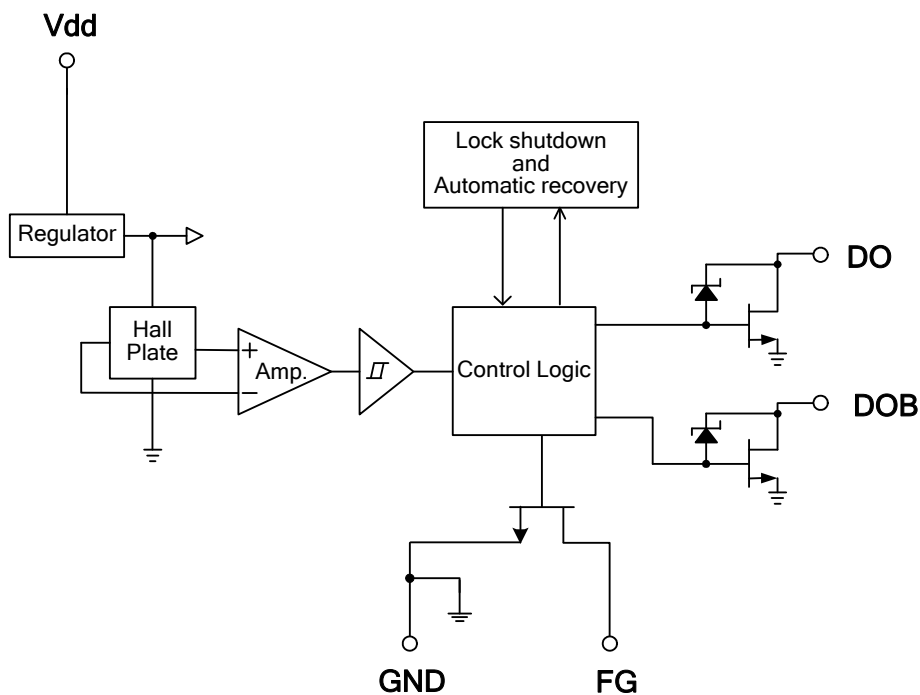 Vdd
Lock shutdown
and
Automatic recovery
Regulator
DO
Hall
Plate
+
Amp.
−
Control Logic
DOB
GND
FG